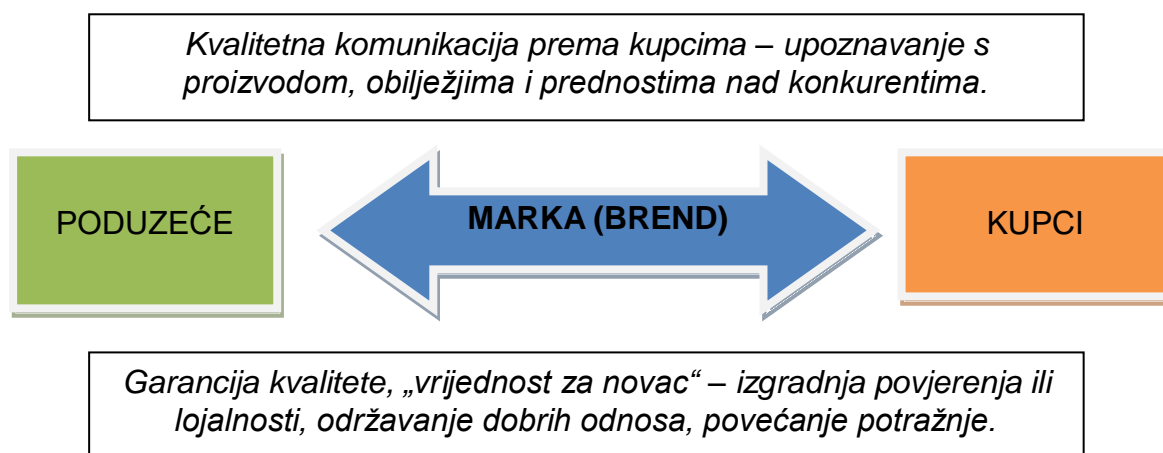 Kvalitetna komunikacija prema kupcima – upoznavanje s
proizvodom, obilježjima i prednostima nad konkurentima.
PODUZEĆE
MARKA (BREND)
KUPCI
Garancija kvalitete, „vrijednost za novac“ – izgradnja povjerenja ili
lojalnosti, održavanje dobrih odnosa, povećanje potražnje.